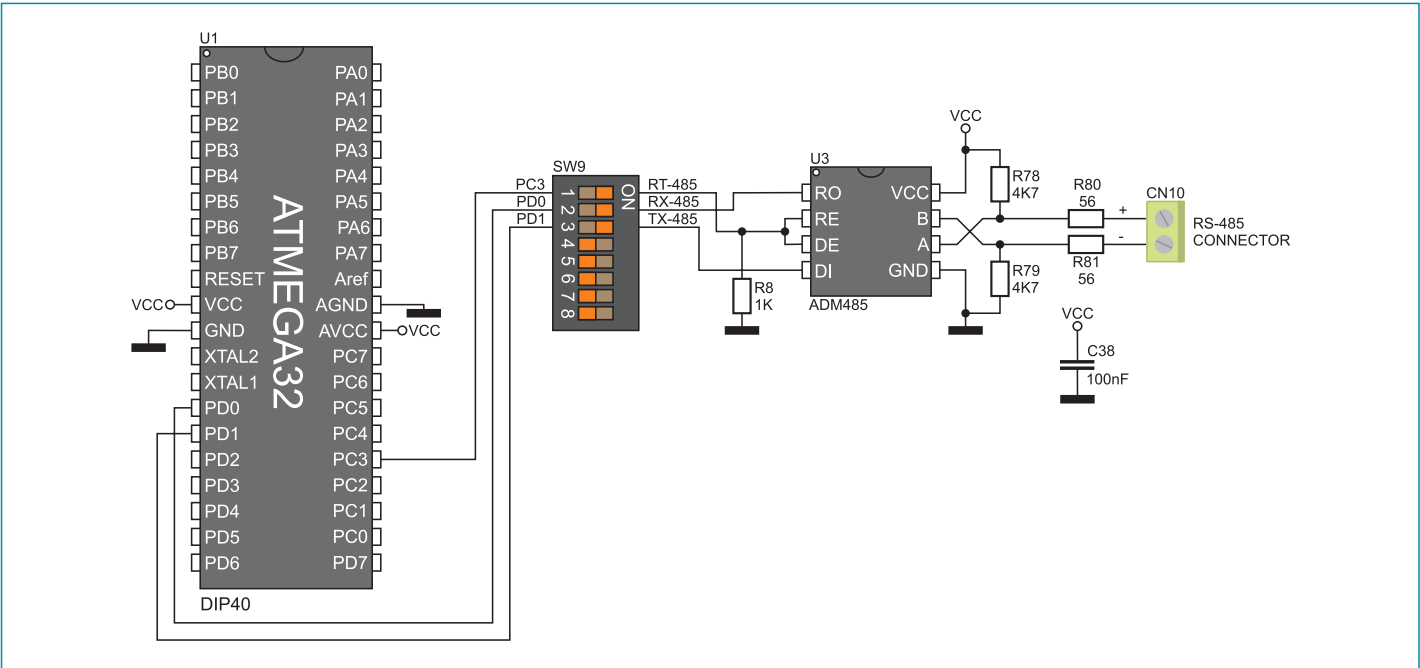 U1
PB0 PA0
PB1 PA1
PB2 PA2
PB3 PA3
PB4 PA4
PB5 PA5
PB6 PA6
PB7 PA7
RESET Aref
VCC VCC AGND
GND AVCC VCC
XTAL2 PC7
XTAL1 PC6
PD0 PC5
PD1 PC4
PD2 PC3
PD3 PC2
PD4 PC1
PD5 PC0
PD6 PD7
ATMEGA32
DIP40
SW9
PC3
PD0
PD1
1
2
3
4
5
6
7
8
ON
RT-485
RX-485
TX-485
R8
1K
U3
RO VCC
RE B
DE A
DI GND
ADM485
VCC
R78
4K7
R79
4K7
R80
56
R81
56
+
-
CN10
RS-485
CONNECTOR
VCC
C38
100nF